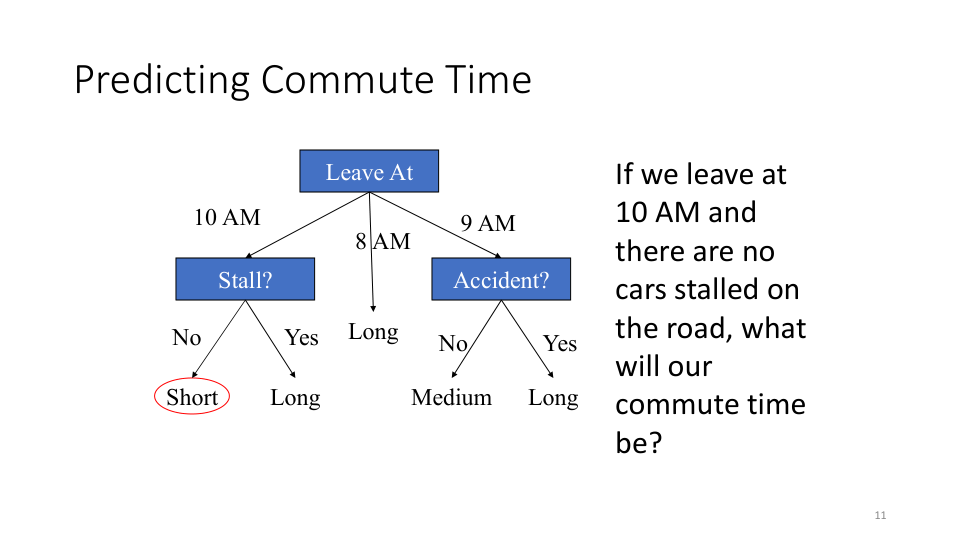 Predicting Commute Time
Leave At
10 AM
8 AM
9 AM
Stall?
Accident?
No
Yes
Long
No
Yes
Short
Long
Medium
Long
If we leave at
10 AM and
there are no
cars stalled on
the road, what
will our
commute time
be?
11